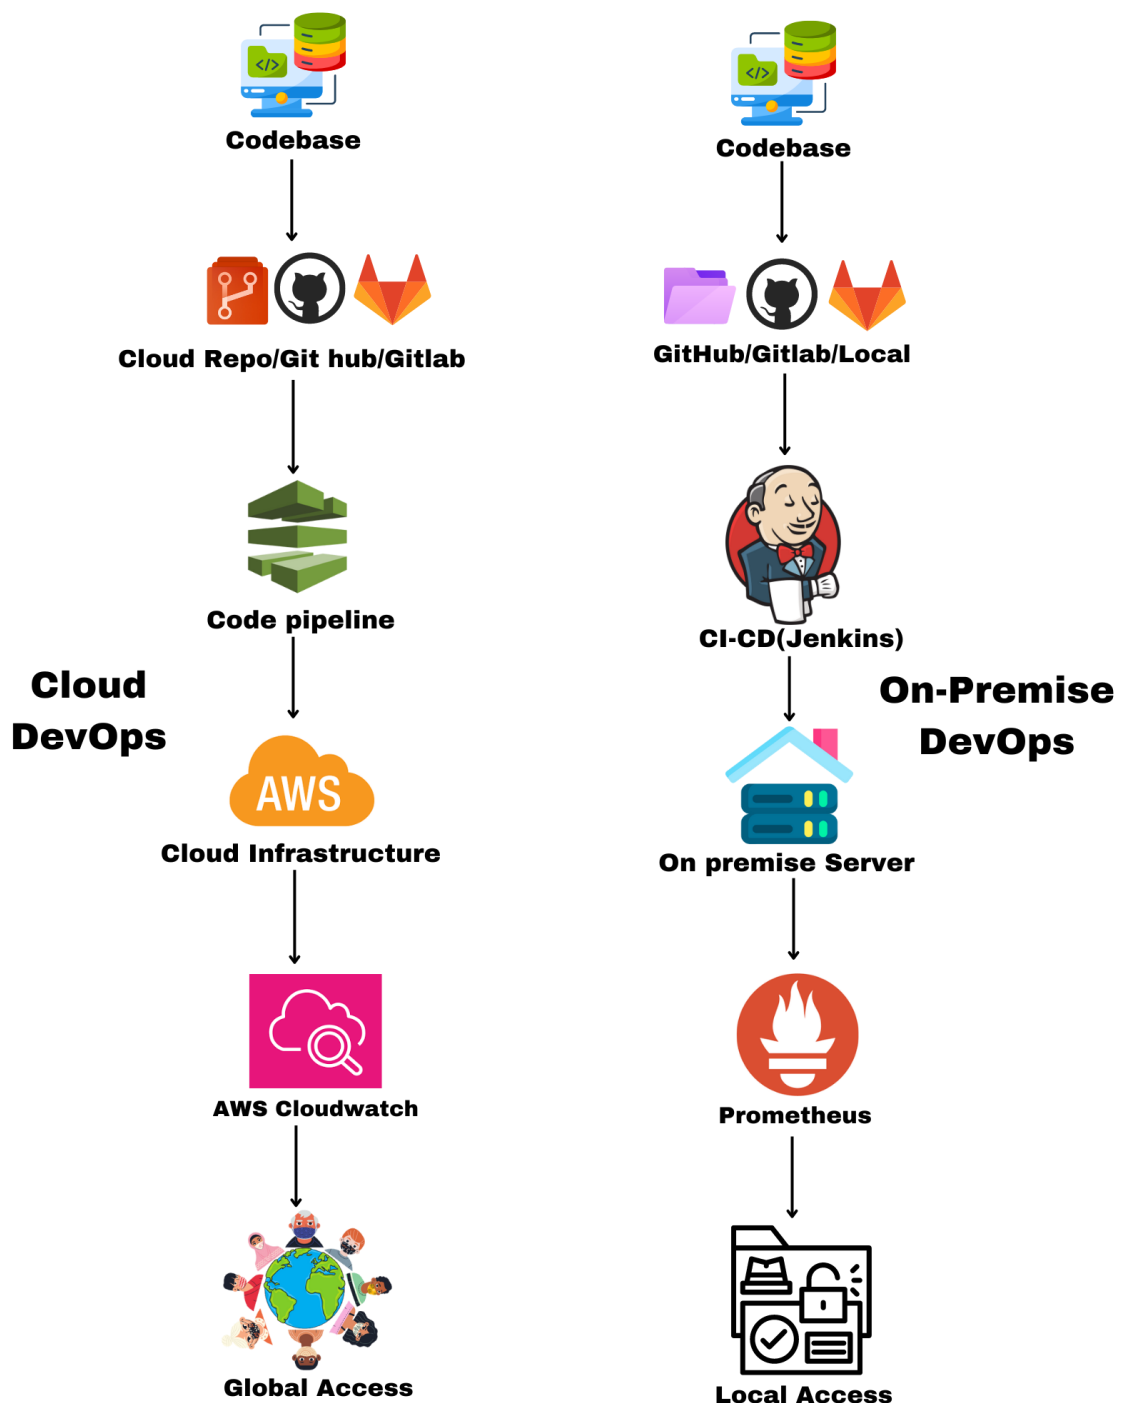 Codebase
Cloud Repo/Git hub/Gitlab
Code pipeline
Cloud
DevOps
AWS
Cloud Infrastructure
AWS Cloudwatch
Global Access
Codebase
GitHub/Gitlab/Local
CI-CD(Jenkins)
On-Premise
DevOps
On premise Server
Prometheus
Local Access